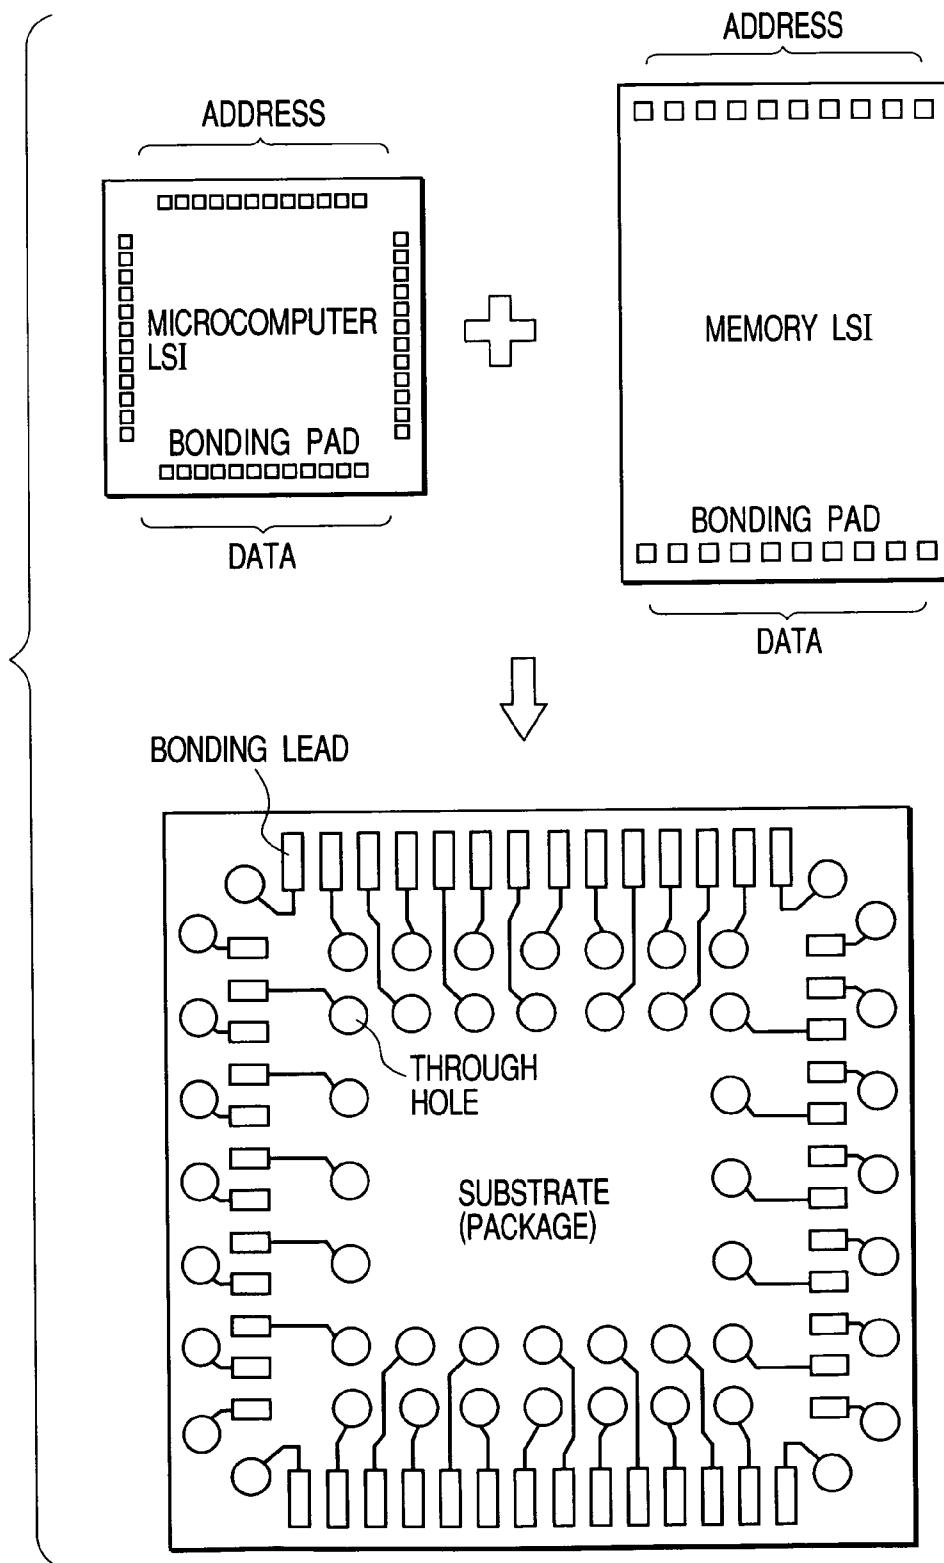 ADDRESS
ADDRESS
MICROCOMPUTER
LSI
MEMORY LSI
BONDING PAD
BONDING PAD
DATA
DATA
BONDING LEAD
THROUGH
HOLE
SUBSTRATE
(PACKAGE)